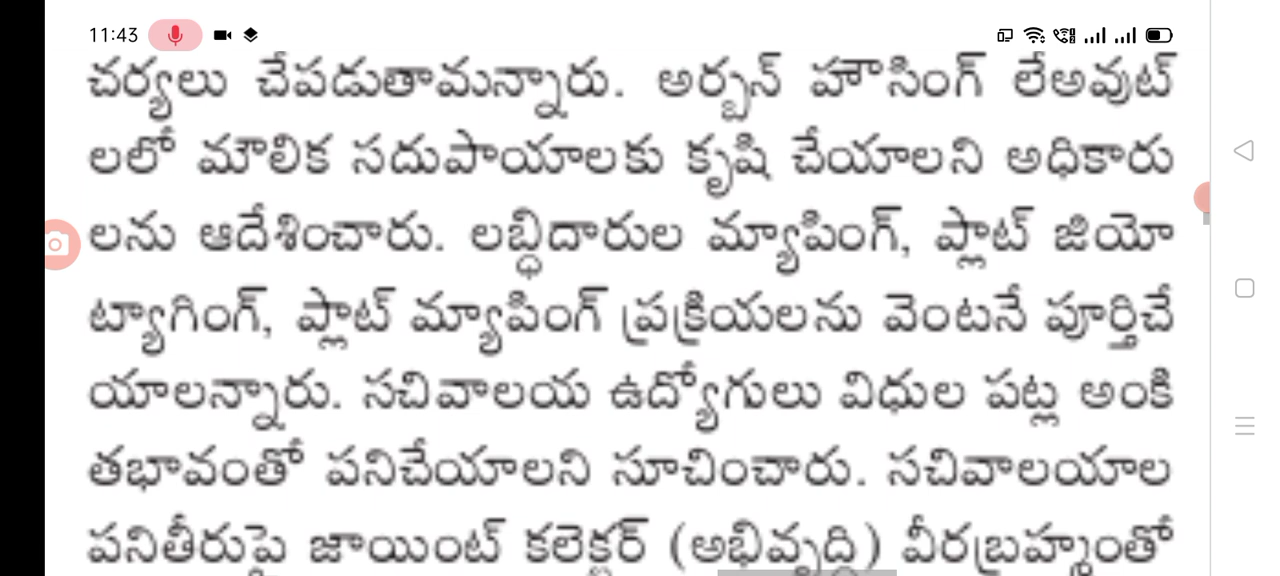 11:43
చర్యలు చేపడుతామన్నారు. అర్బన్ హౌసింగ్ లేఅవుట్
లలో మౌలిక సదుపాయాలకు కృషి చేయాలని అధికారు
లను ఆదేశించారు. లబ్ధిదారుల మ్యాపింగ్, ప్లాట్ జియో
ట్యాగింగ్, ప్లాట్ మ్యాపింగ్ ప్రక్రియలను వెంటనే పూర్తిచే
యాలన్నారు. సచివాలయ ఉద్యోగులు విధుల పట్ల అంకి
తభావంతో పనిచేయాలని సూచించారు. సచివాలయాల
పనితీరుపై జాయింట్ కలెక్టర్ (అభివృద్ది) వీరబ్రహ్మంతో